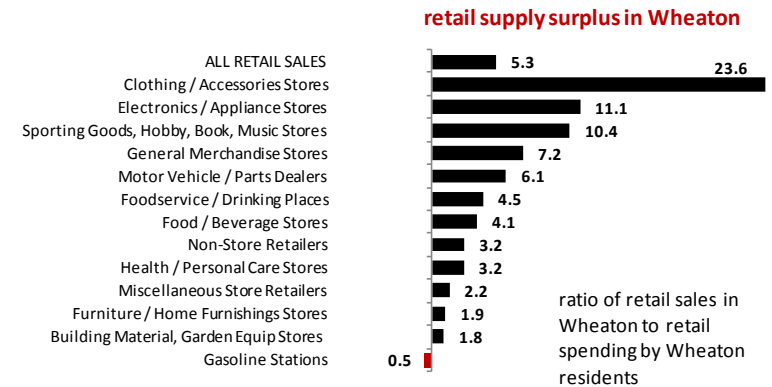 retail supply surplus in Wheaton
ALL RETAIL SALES 5.3
Clothing / Accessories Stores 23.6
Electronics / Appliance Stores 11.1
Sporting Goods, Hobby, Book, Music Stores 10.4
General Merchandise Stores 7.2
Motor Vehicle / Parts Dealers 6.1
Foodservice / Drinking Places 4.5
Food / Beverage Stores 4.1
Non-Store Retailers 3.2
Health / Personal Care Stores 3.2
Miscellaneous Store Retailers 2.2
Furniture / Home Furnishings Stores 1.9
Building Material, Garden Equip Stores 1.8
Gasoline Stations 0.5
ratio of retail sales in
Wheaton to retail
spending by Wheaton
residents